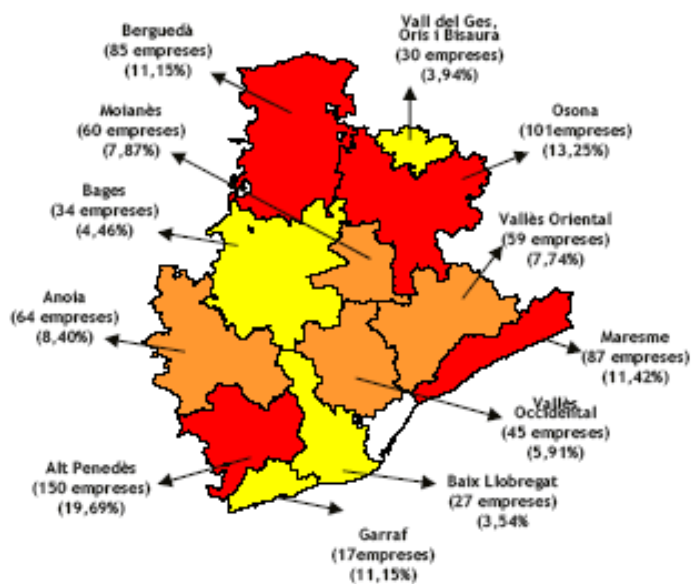 Berguedà
(85 empreses)
(11,15%)
Vall del Ges,
Orís i Bisaura
(30 empreses)
(3,94%)
Moianès
(60 empreses)
(7,87%)
Osona
(101empreses)
(13,25%)
Bages
(34 empreses)
(4,46%)
Vallès Oriental
(59 empreses)
(7,74%)
Anoia
(64 empreses)
(8,40%)
Maresme
(87 empreses)
(11,42%)
Vallès
Occidental
(45 empreses)
(5,91%)
Alt Penedès
(150 empreses)
(19,69%)
Baix Llobregat
(27 empreses)
(3,54%
Garraf
(17empreses)
(11,15%)